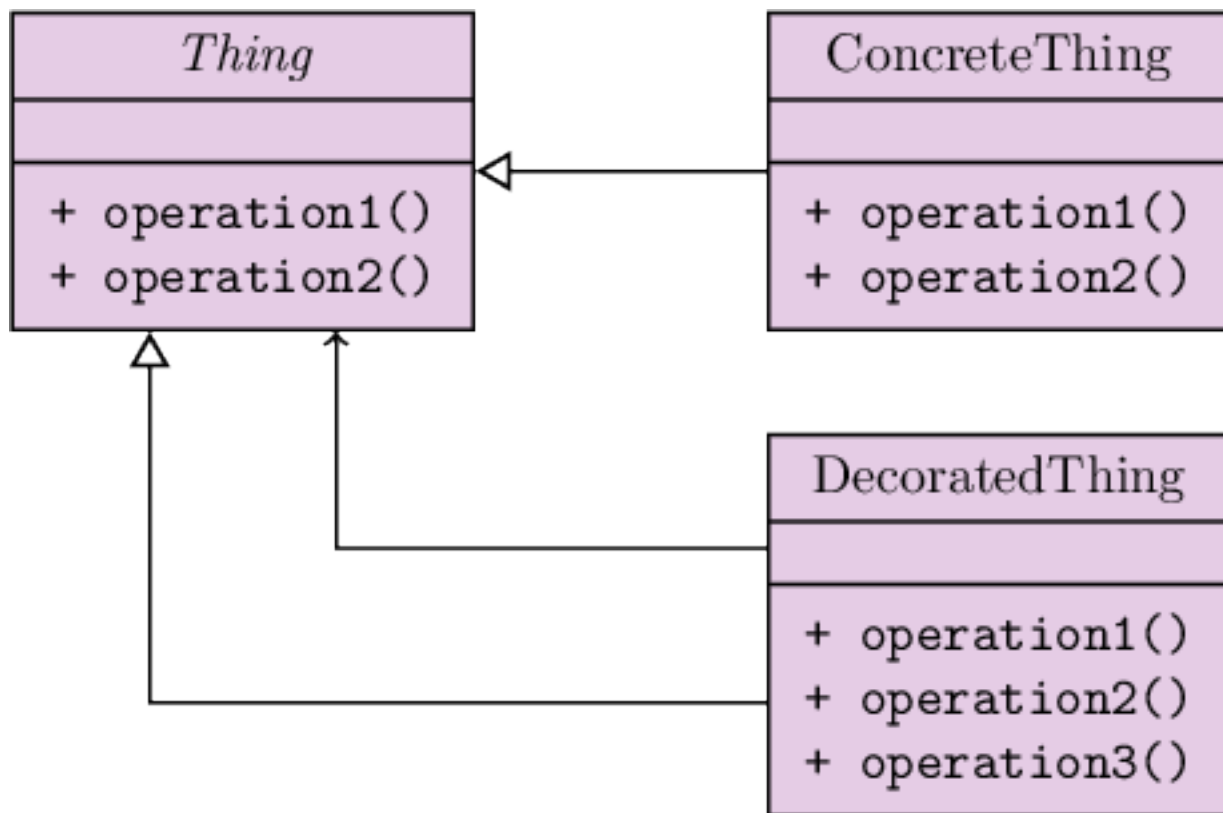 Thing
+ operation1()
+ operation2()
ConcreteThing
+ operation1()
+ operation2()
DecoratedThing
+ operation1()
+ operation2()
+ operation3()